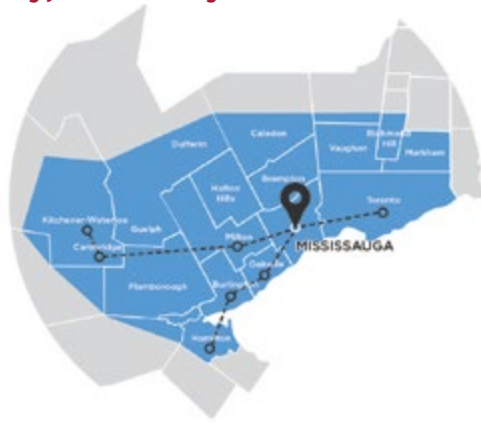 Dufferin
Caledon
Vaughan
Richmond
Hill
Markham
Brampton
Halton
Hills
Toronto
Kitchener-Waterloo
Guelph
Milton
MISSISSAUGA
Cambridge
Oakville
Flamborough
Burlington
Hamilton